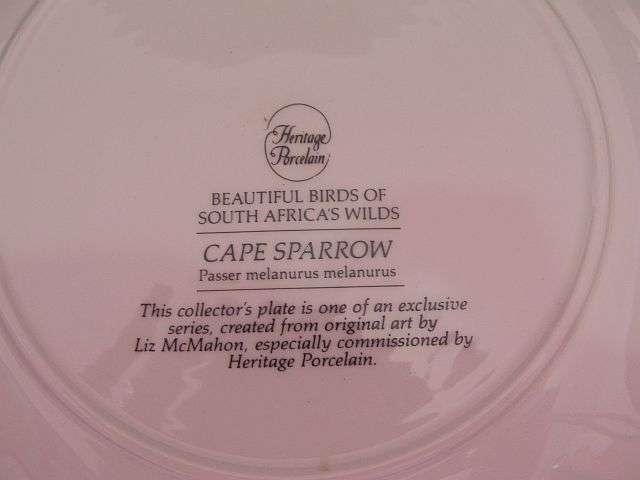 Heritage
Porcelain
BEAUTIFUL BIRDS OF
SOUTH AFRICA'S WILDS
CAPE SPARROW
Passer melanurus melanurus
This collector's plate is one of an exclusive
series, created from original art by
Liz McMahon, especially commissioned by
Heritage Porcelain.